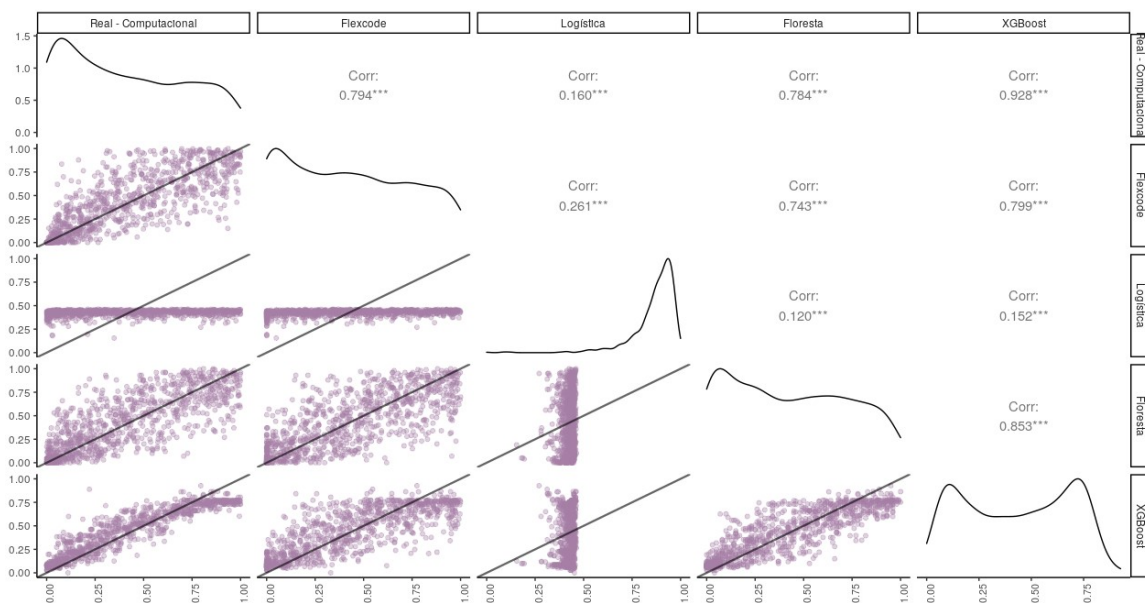 Real - Computacional
Flexcode
Logística
Floresta
XGBoost
1.5
1.0
0.5
0.0
Corr:
0.794***
Corr:
0.160***
Corr:
0.784***
Corr:
0.928***
Real - Computacional
1.00
0.75
0.50
0.25
0.00
Corr:
0.261***
Corr:
0.743***
Corr:
0.799***
Flexcode
1.00
0.75
0.50
0.25
0.00
Corr:
0.120***
Corr:
0.152***
Logística
1.00
0.75
0.50
0.25
0.00
Corr:
0.853***
Floresta
1.00
0.75
0.50
0.25
0.00
XGBoost
0.00
0.25
0.50
0.75
1.00
0.00
0.25
0.50
0.75
1.00
0.00
0.25
0.50
0.75
1.00
0.00
0.25
0.50
0.75
1.00
0.00
0.25
0.50
0.75